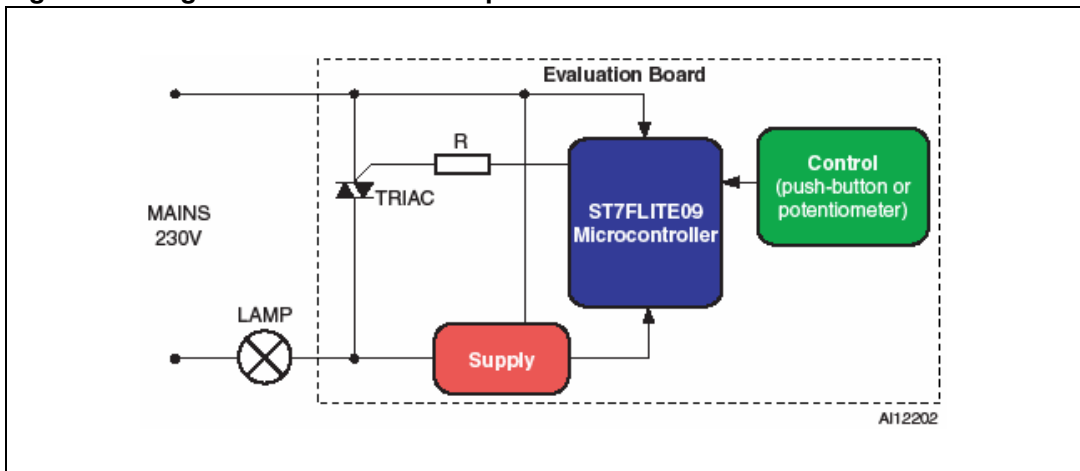 Evaluation Board
R
TRIAC
MAINS
230V
LAMP
ST7FLITE09
Microcontroller
Control
(push-button or
potentiometer)
Supply
AI12202